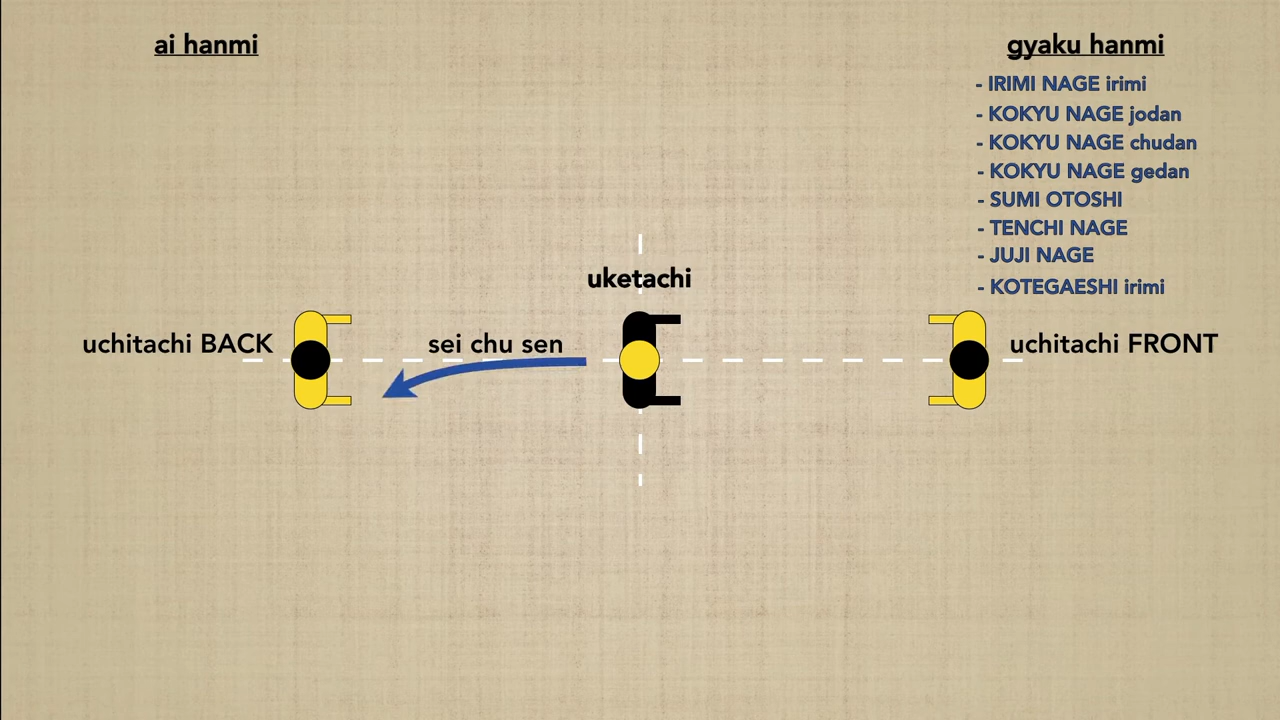 ai hanmi
gyaku hanmi
- IRIMI NAGE irimi
- KOKYU NAGE jodan
- KOKYU NAGE chudan
- KOKYU NAGE gedan
- SUMI OTOSHI
- TENCHI NAGE
- JUJI NAGE
- KOTEGAESHI irimi
uketachi
uchitachi BACK
sei chu sen
uchitachi FRONT